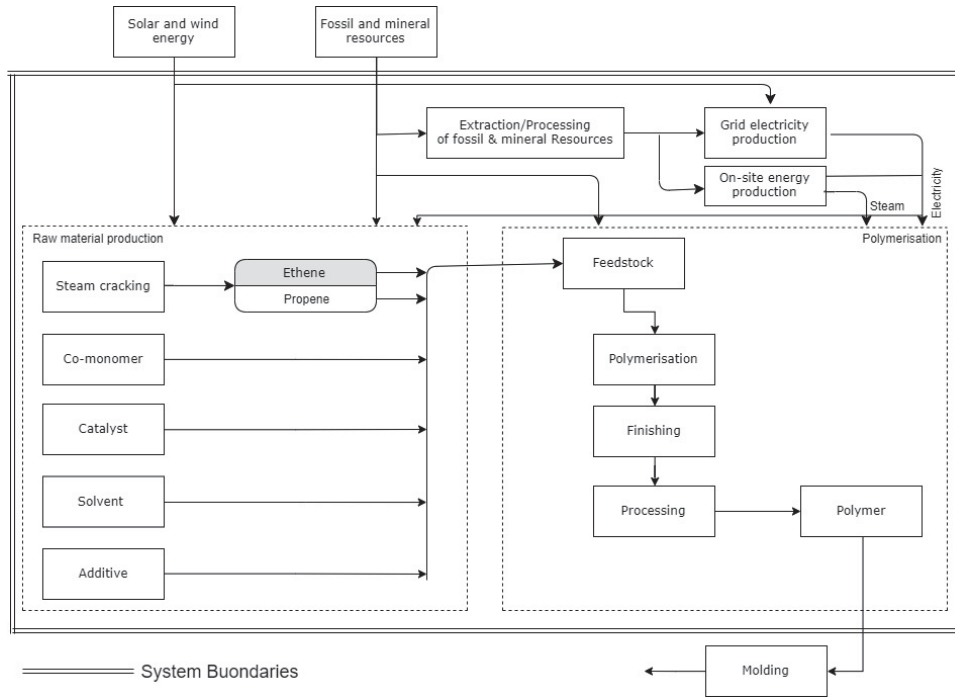 Solar and wind
energy
Fossil and mineral
resources
Extraction/Processing
of fossil & mineral Resources
Grid electricity
production
On-site energy
production
Steam
Electricity
Raw material production
Polymerisation
Steam cracking
Ethene
Propene
Feedstock
Co-monomer
Polymerisation
Catalyst
Finishing
Solvent
Processing
Polymer
Additive
System Buondaries
Molding